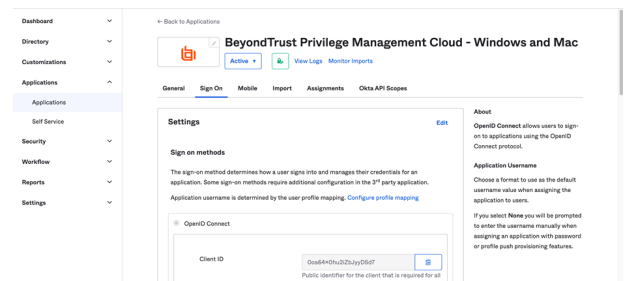 Dashboard
Directory
Customizations
Applications
Applications
Self Service
Security
Workflow
Reports
Settings
← Back to Applications
BeyondTrust Privilege Management Cloud - Windows and Mac
Active
View Logs Monitor Imports
General Sign On Mobile Import Assignments Okta API Scopes
Settings
Edit
Sign on methods
The sign-on method determines how a user signs into and manages their credentials for an
application. Some sign-on methods require additional configuration in the 3rd party application.
Application username is determined by the user profile mapping. Configure profile mapping
OpenID Connect
Client ID
Public identifier for the client that is required for all
About
OpenID Connect allows users to sign-
on to applications using the OpenID
Connect protocol.
Application Username
Choose a format to use as the default
username value when assigning the
application to users.
If you select None you will be prompted
to enter the username manually when
assigning an application with password
or profile push provisioning features.